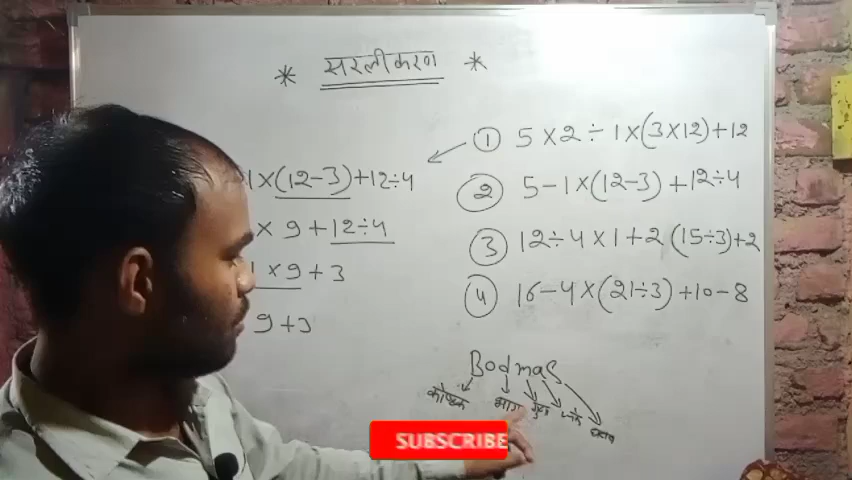 * सरलीकरण *
1×(12-3)+12÷4
× 9 + 12÷4
1 × 9 + 3
9 + 3
① 5 × 2 ÷ 1×(3×12)+12
② 5-1×(12-3)+12÷4
③ 12÷4×1+2(15÷3)+2
④ 16-4×(21÷3)+10-8
Bodmas
कोष्ठक भाग गुणा
SUBSCRIBE